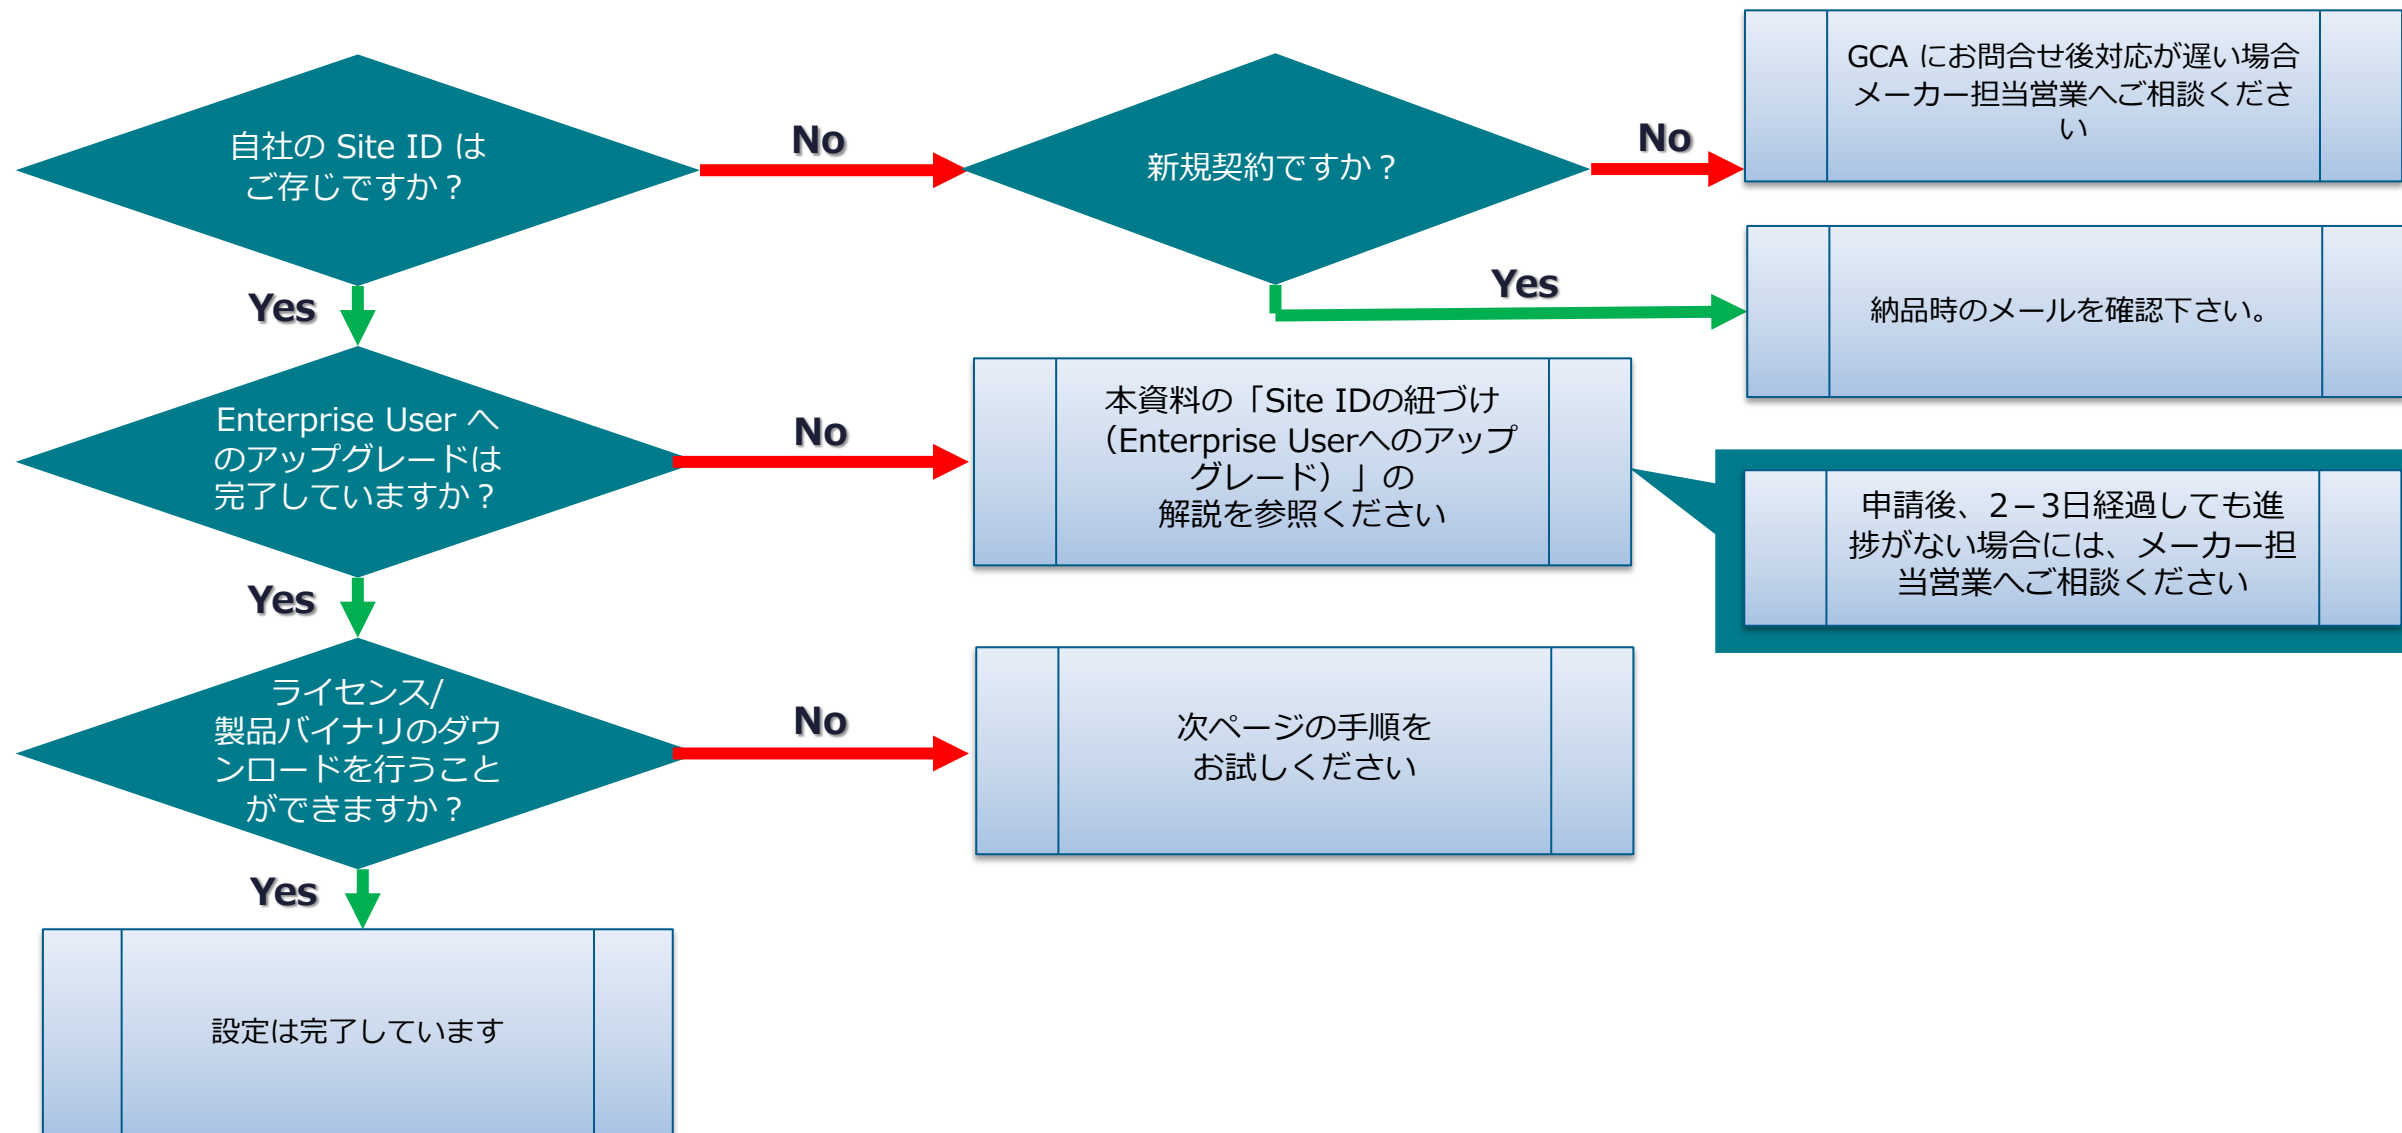 自社の Site ID は
ご存じですか？
No
新規契約ですか？
No
GCA にお問合せ後対応が遅い場合
メーカー担当営業へご相談くださ
い
Yes
納品時のメールを確認下さい。
Yes
Enterprise User へ
のアップグレードは
完了していますか？
No
本資料の「Site IDの紐づけ
（Enterprise Userへのアップ
グレード）」の
解説を参照ください
申請後、2－3日経過しても進
捗がない場合には、メーカー担
当営業へご相談ください
Yes
ライセンス/
製品バイナリのダウ
ンロードを行うこと
ができますか？
No
次ページの手順を
お試しください
Yes
設定は完了しています